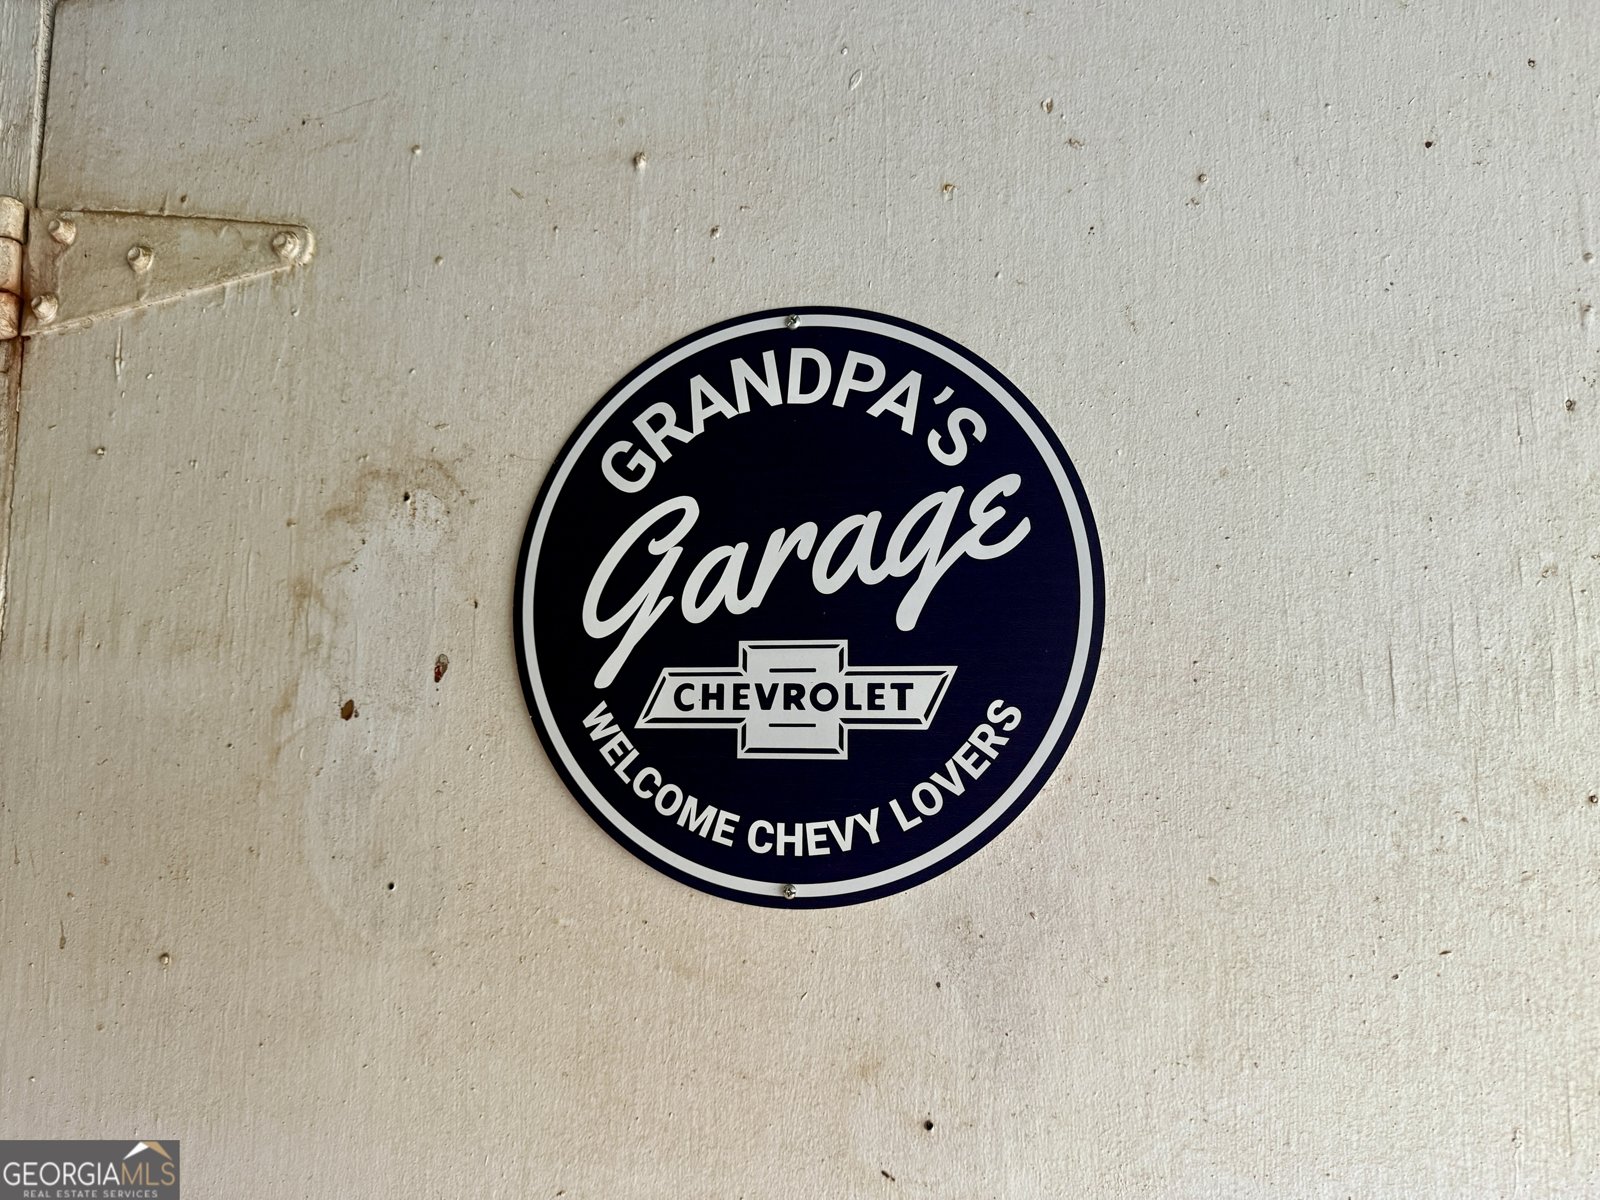 GRANDPA'S
Garage
CHEVROLET
WELCOME CHEVY LOVERS
GEORGIAMLS
REAL ESTATE SERVICES